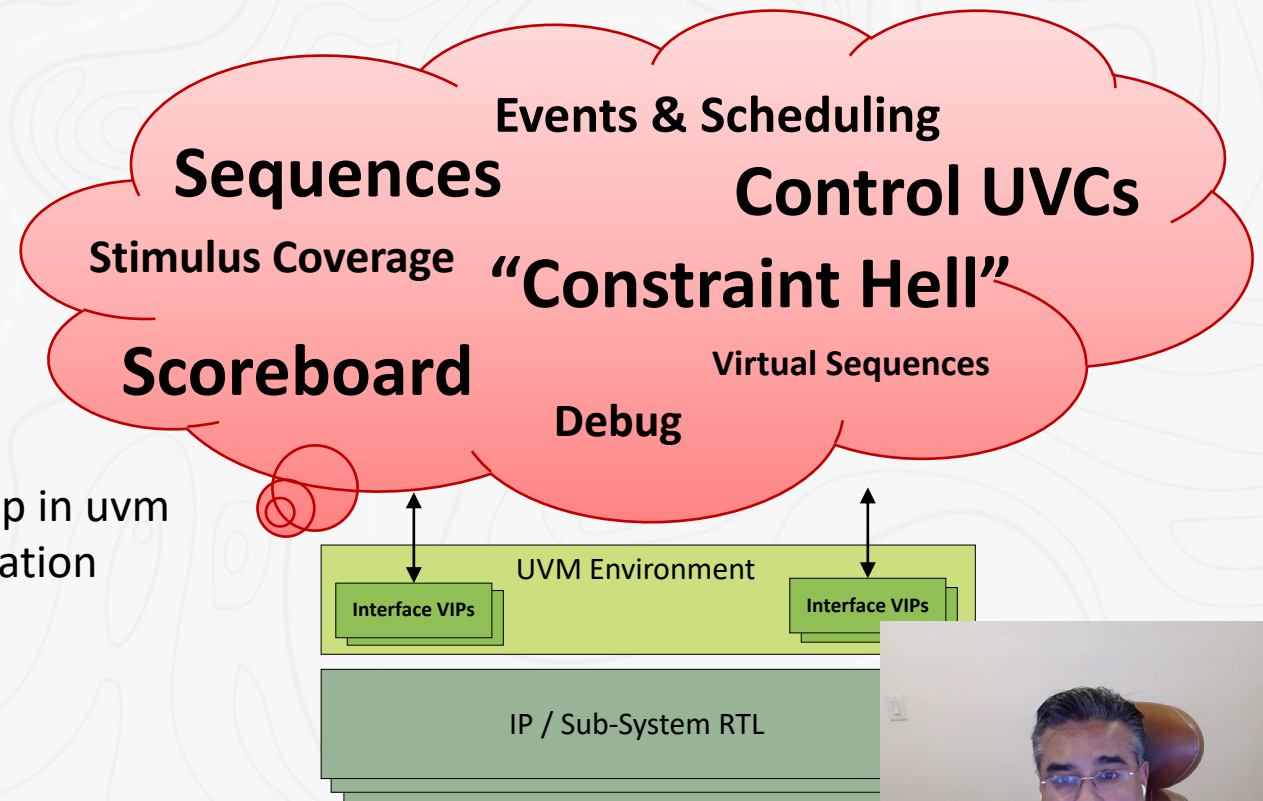 Events & Scheduling
Sequences
Control UVCs
Stimulus Coverage
“Constraint Hell”
Scoreboard
Virtual Sequences
Debug
p in uvm
ation
UVM Environment
Interface VIPs
Interface VIPs
IP / Sub-System RTL